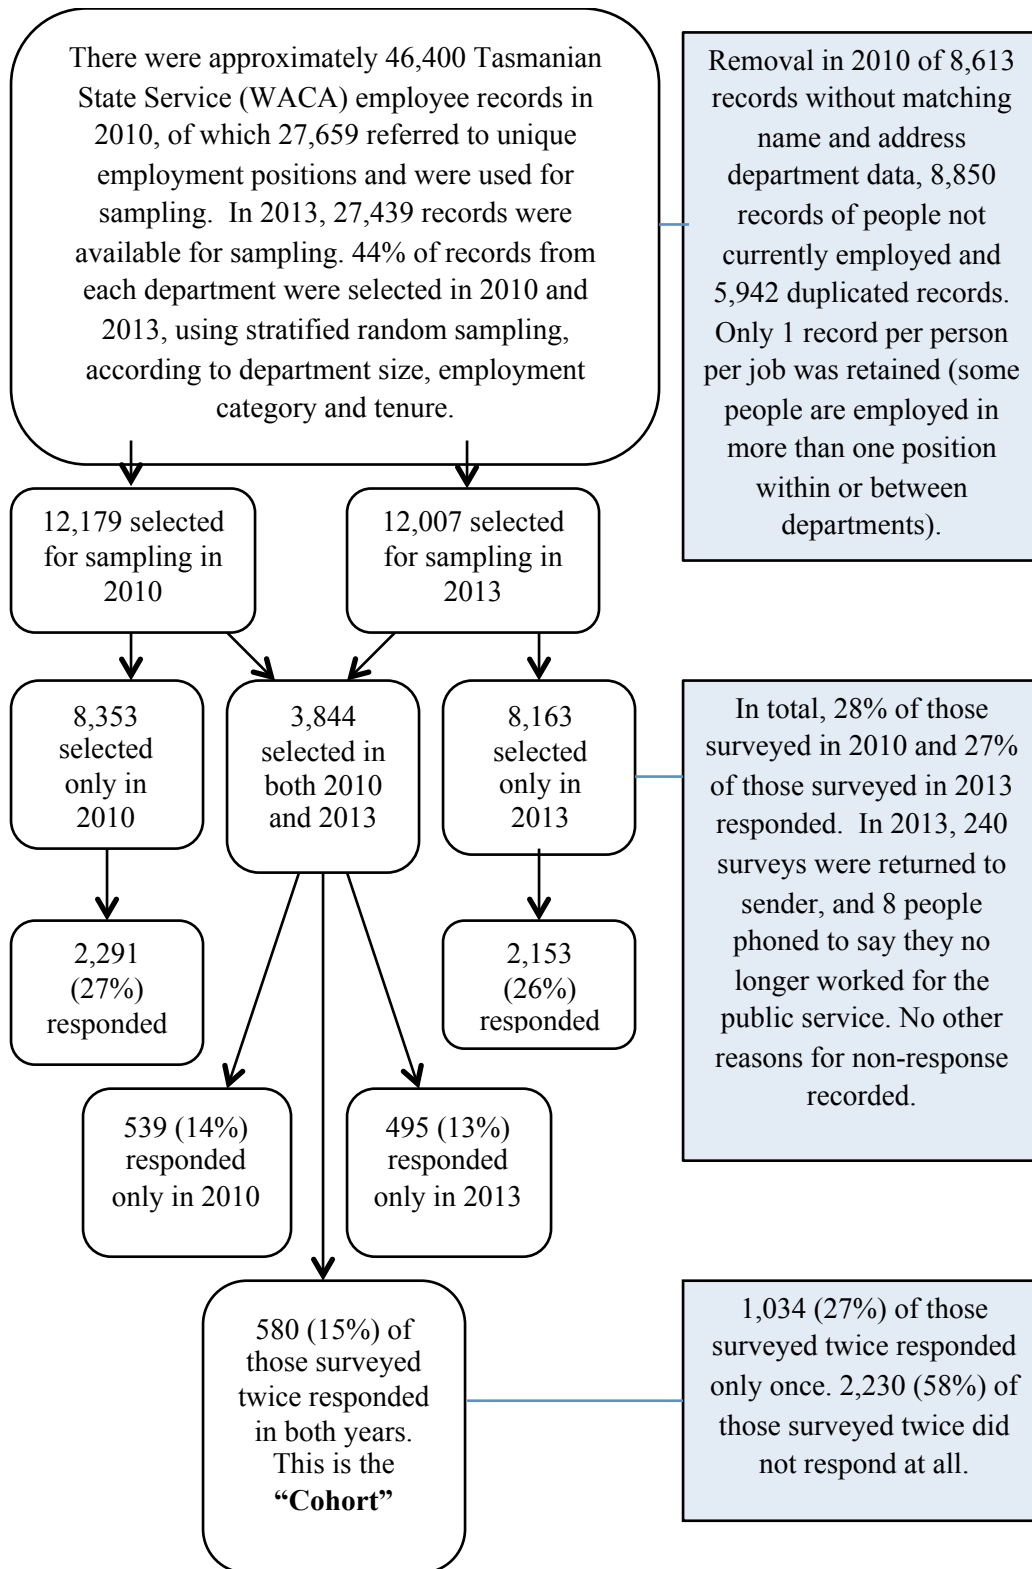 There were approximately 46,400 Tasmanian
State Service (WACA) employee records in
2010, of which 27,659 referred to unique
employment positions and were used for
sampling.  In 2013, 27,439 records were
available for sampling. 44% of records from
each department were selected in 2010 and
2013, using stratified random sampling,
according to department size, employment
category and tenure.
Removal in 2010 of 8,613
records without matching
name and address
department data, 8,850
records of people not
currently employed and
5,942 duplicated records.
Only 1 record per person
per job was retained (some
people are employed in
more than one position
within or between
departments).
12,179 selected
for sampling in
2010
12,007 selected
for sampling in
2013
8,353
selected
only in
2010
3,844
selected in
both 2010
and 2013
8,163
selected
only in
2013
In total, 28% of those
surveyed in 2010 and 27%
of those surveyed in 2013
responded.  In 2013, 240
surveys were returned to
sender, and 8 people
phoned to say they no
longer worked for the
public service. No other
reasons for non-response
recorded.
2,291
(27%)
responded
2,153
(26%)
responded
539 (14%)
responded
only in 2010
495 (13%)
responded
only in 2013
580 (15%) of
those surveyed
twice responded
in both years.
This is the
“Cohort”
1,034 (27%) of those
surveyed twice responded
only once. 2,230 (58%) of
those surveyed twice did
not respond at all.